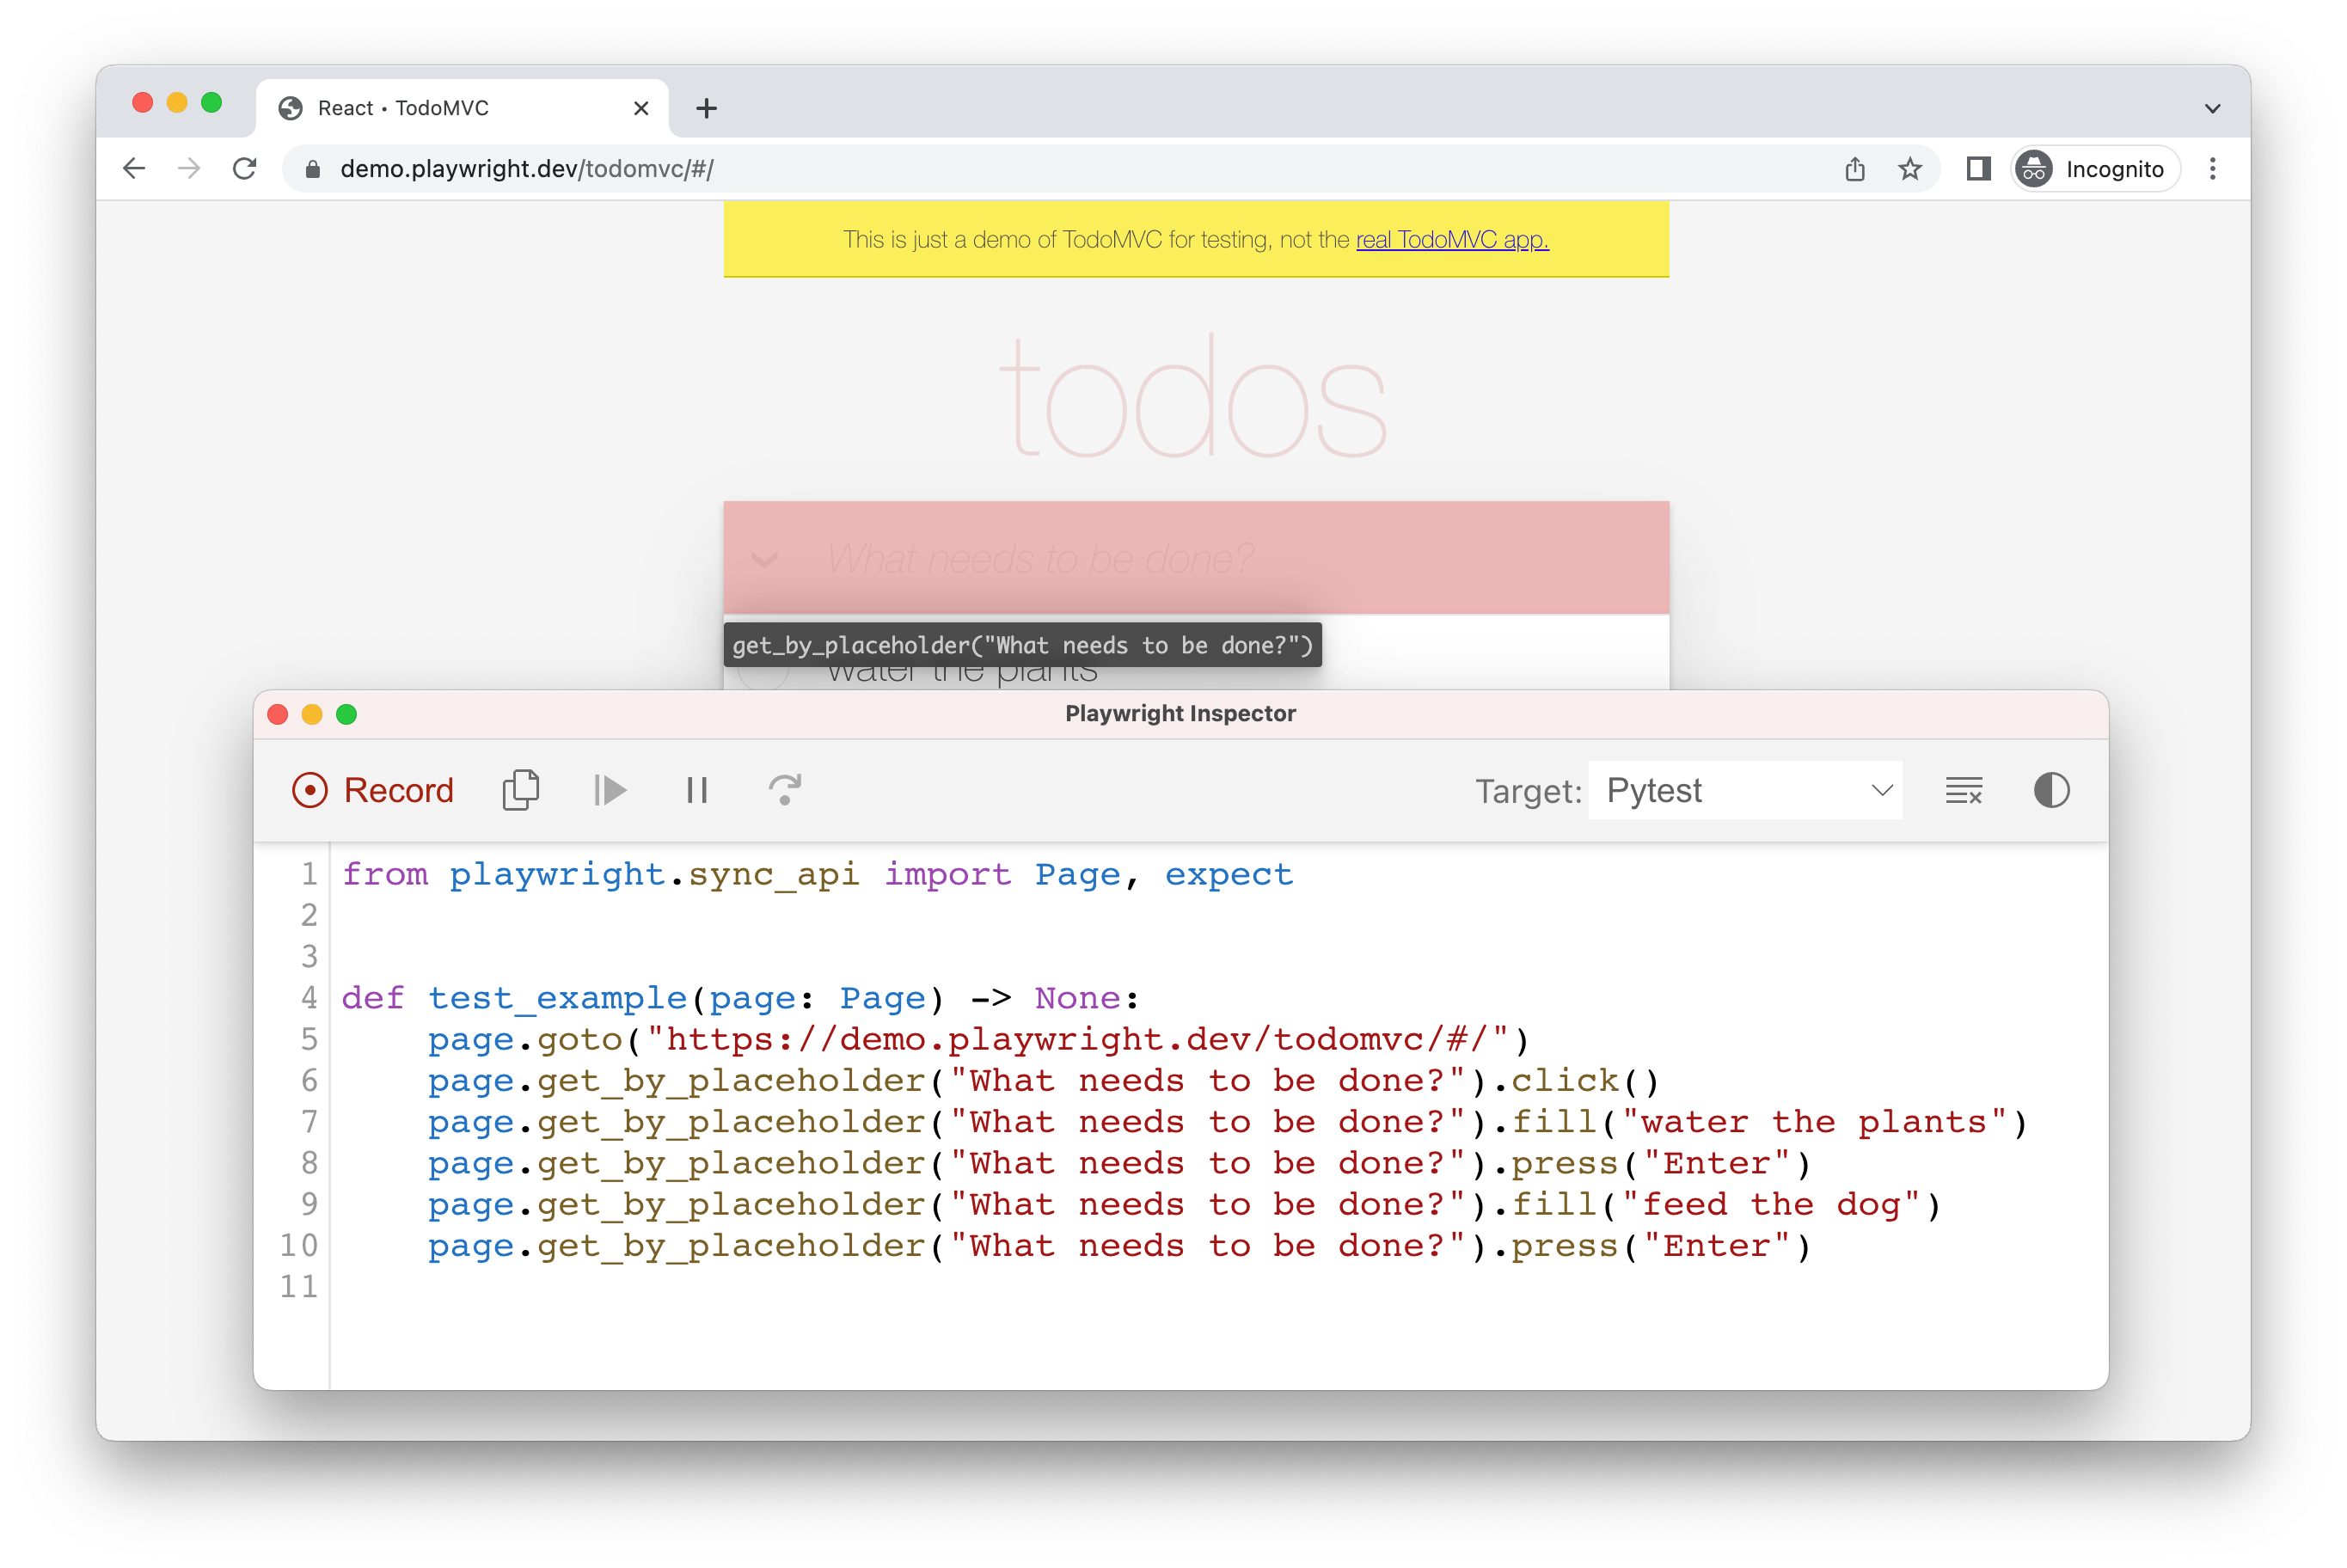 React • TodoMVC
demo.playwright.dev/todomvc/#/
Incognito
This is just a demo of TodoMVC for testing, not the real TodoMVC app.
todos
What needs to be done?
get_by_placeholder("What needs to be done?")
water the plants
Playwright Inspector
Record
Target: Pytest
1 from playwright.sync_api import Page, expect
2
3
4 def test_example(page: Page) -> None:
5     page.goto("https://demo.playwright.dev/todomvc/#/")
6     page.get_by_placeholder("What needs to be done?").click()
7     page.get_by_placeholder("What needs to be done?").fill("water the plants")
8     page.get_by_placeholder("What needs to be done?").press("Enter")
9     page.get_by_placeholder("What needs to be done?").fill("feed the dog")
10     page.get_by_placeholder("What needs to be done?").press("Enter")
11